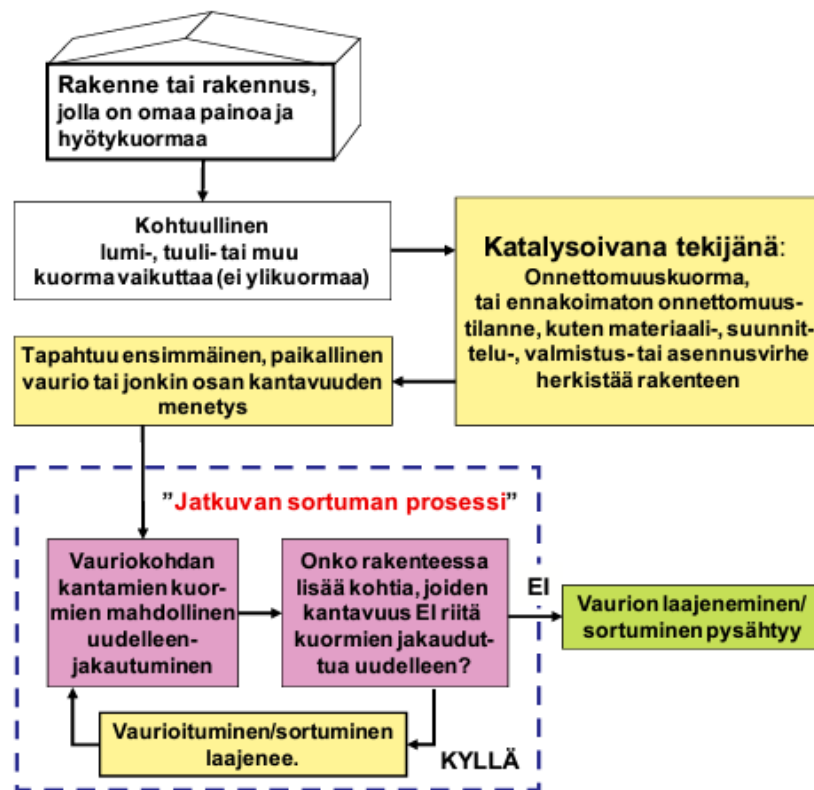 Rakenne tai rakennus,
jolla on omaa painoa ja
hyötykuormaa
Kohtuullinen
lumi-, tuuli- tai muu
kuorma vaikuttaa (ei ylikuormaa)
Katalysoivana tekijänä:
Onnettomuuskuorma,
tai ennakoimaton onnettomuus-
tilanne, kuten materiaali-, suunnit-
telu-, valmistus- tai asennusvirhe
herkistää rakenteen
Tapahtuu ensimmäinen, paikallinen
vaurio tai jonkin osan kantavuuden
menetys
”Jatkuvan sortuman prosessi”
Vauriokohdan
kantamien kuor-
mien mahdollinen
uudelleen-
jakautuminen
Onko rakenteessa
lisää kohtia, joiden
kantavuus EI riitä
kuormien jakaudut-
tua uudelleen?
EI
Vaurion laajeneminen/
sortuminen pysähtyy
Vaurioituminen/sortuminen
laajenee.
KYLLÄ